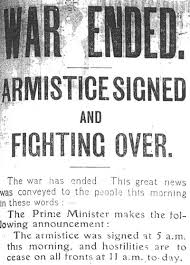 WAR ENDED.
ARMISTICE SIGNED
AND
FIGHTING OVER.
The war has ended. This great news
was conveyed to the people this morning
in these words : —
The Prime Minister makes the fol-
lowing announcement :
The armistice was signed at 5 a.m.
this morning, and hostilities are to
cease on all fronts at 11 a.m. to-day.